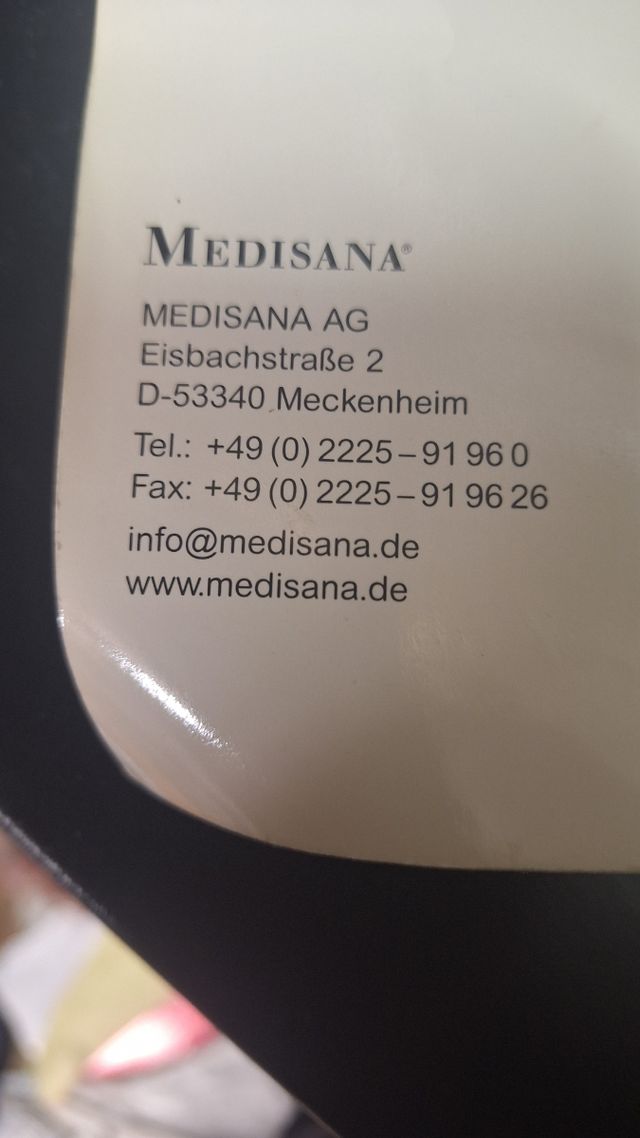 MEDISANA®
MEDISANA AG
Eisbachstraße 2
D-53340 Meckenheim
Tel.: +49 (0) 2225 – 91 96 0
Fax: +49 (0) 2225 – 91 96 26
info@medisana.de
www.medisana.de